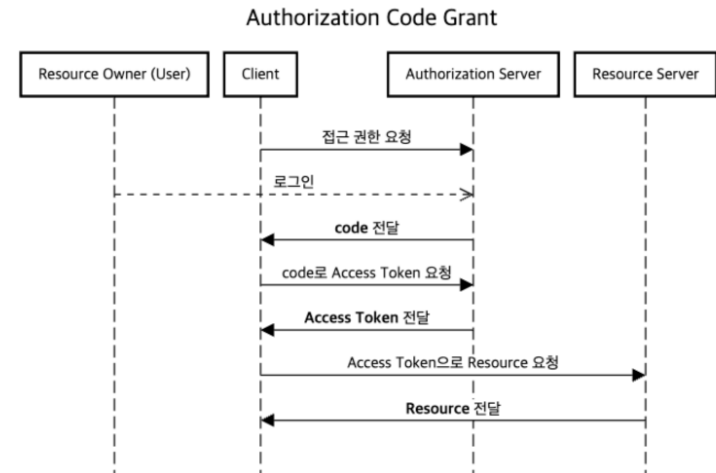 Authorization Code Grant
Resource Owner (User)
Client
Authorization Server
Resource Server
접근 권한 요청
로그인
code 전달
code로 Access Token 요청
Access Token 전달
Access Token으로 Resource 요청
Resource 전달